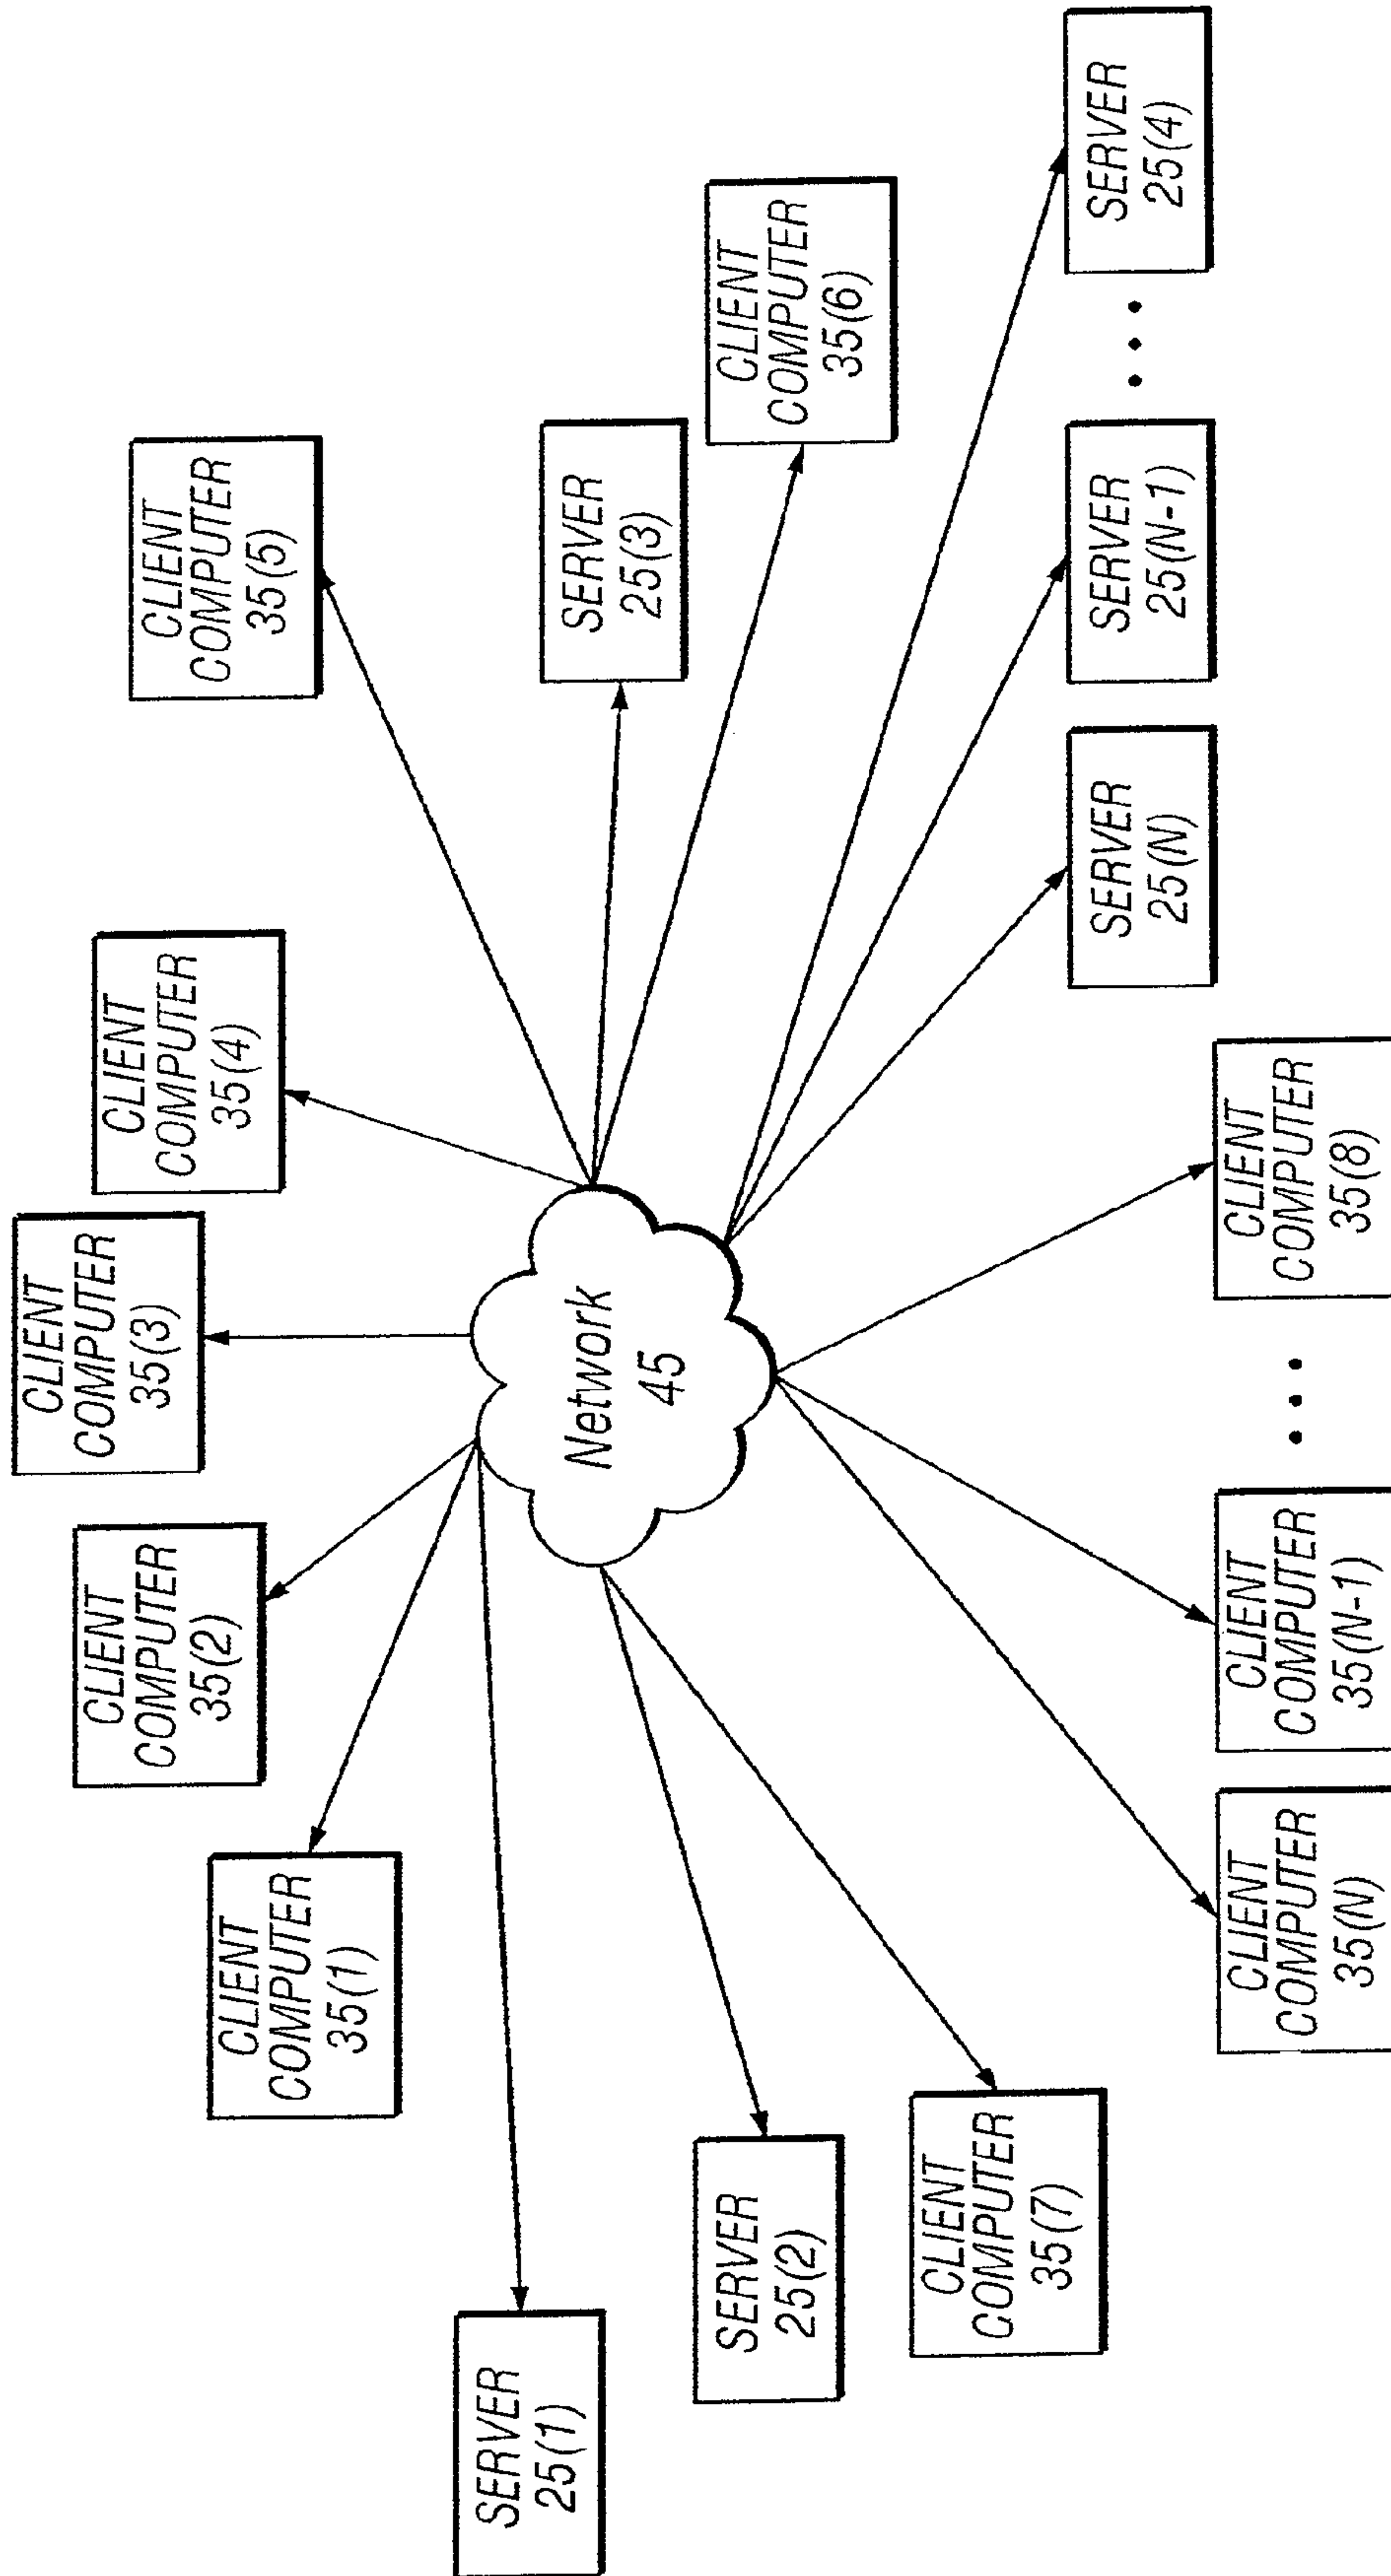 CLIENT
COMPUTER
35(3)
CLIENT
COMPUTER
35(2)
CLIENT
COMPUTER
35(4)
CLIENT
COMPUTER
35(5)
CLIENT
COMPUTER
35(1)
SERVER
25(1)
Network
45
SERVER
25(3)
SERVER
25(2)
CLIENT
COMPUTER
35(6)
CLIENT
COMPUTER
35(7)
SERVER
25(N)
SERVER
25(N-1)
• • •
SERVER
25(4)
CLIENT
COMPUTER
35(N)
CLIENT
COMPUTER
35(N-1)
• • •
CLIENT
COMPUTER
35(8)